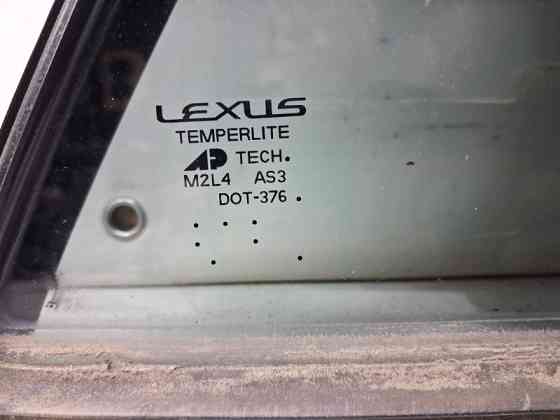 LEXUS
TEMPERLITE
AP TECH.
M2L4 AS3
DOT-376 .